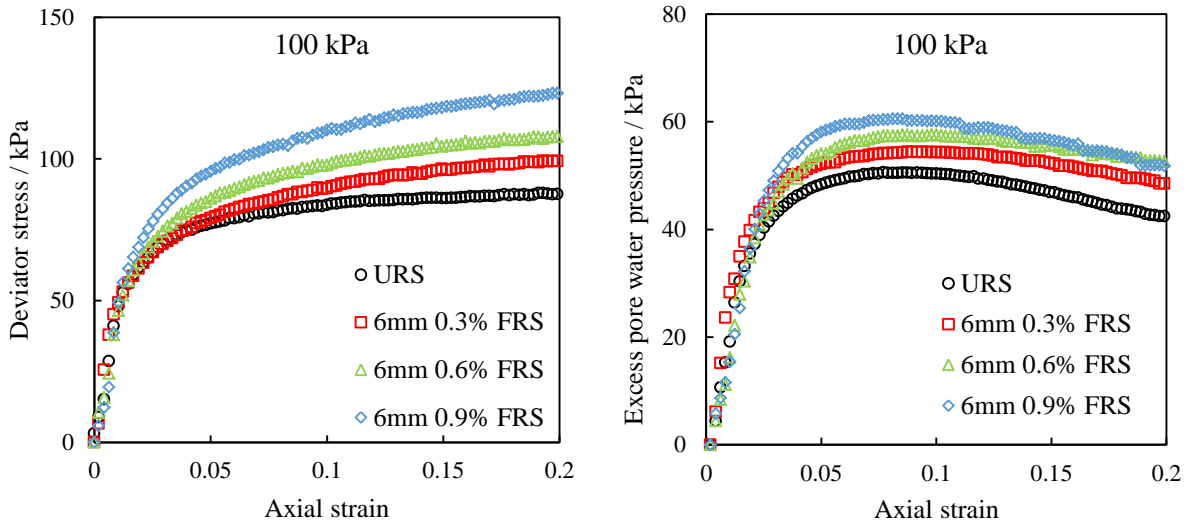 150
100
50
0
Deviator stress / kPa
100 kPa
URS
6mm 0.3% FRS
6mm 0.6% FRS
6mm 0.9% FRS
0
0.05
0.1
0.15
0.2
Axial strain
80
60
40
20
0
Excess pore water pressure / kPa
100 kPa
URS
6mm 0.3% FRS
6mm 0.6% FRS
6mm 0.9% FRS
0
0.05
0.1
0.15
0.2
Axial strain